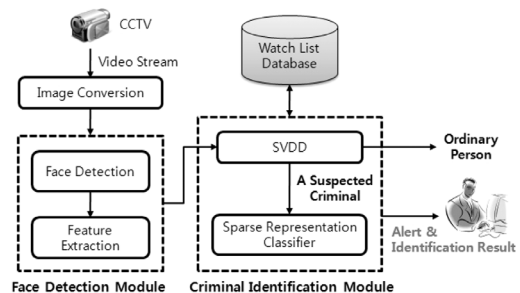 CCTV
Video Stream
Image Conversion
Face Detection
Feature
Extraction
Face Detection Module
Watch List
Database
SVDD
A Suspected
Criminal
Sparse Representation
Classifier
Criminal Identification Module
Ordinary
Person
Alert &
Identification Result